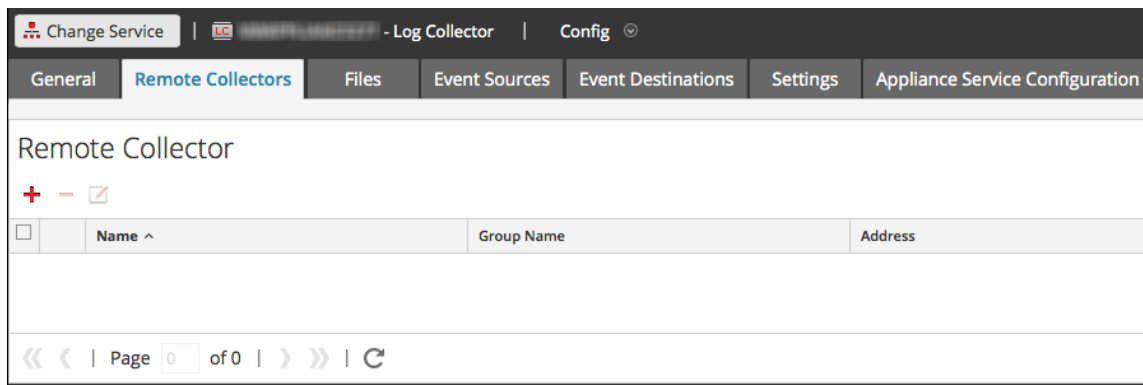 Change Service | LC - Log Collector | Config
General Remote Collectors Files Event Sources Event Destinations Settings Appliance Service Configuration
Remote Collector
Name Group Name Address
Page 0 of 0